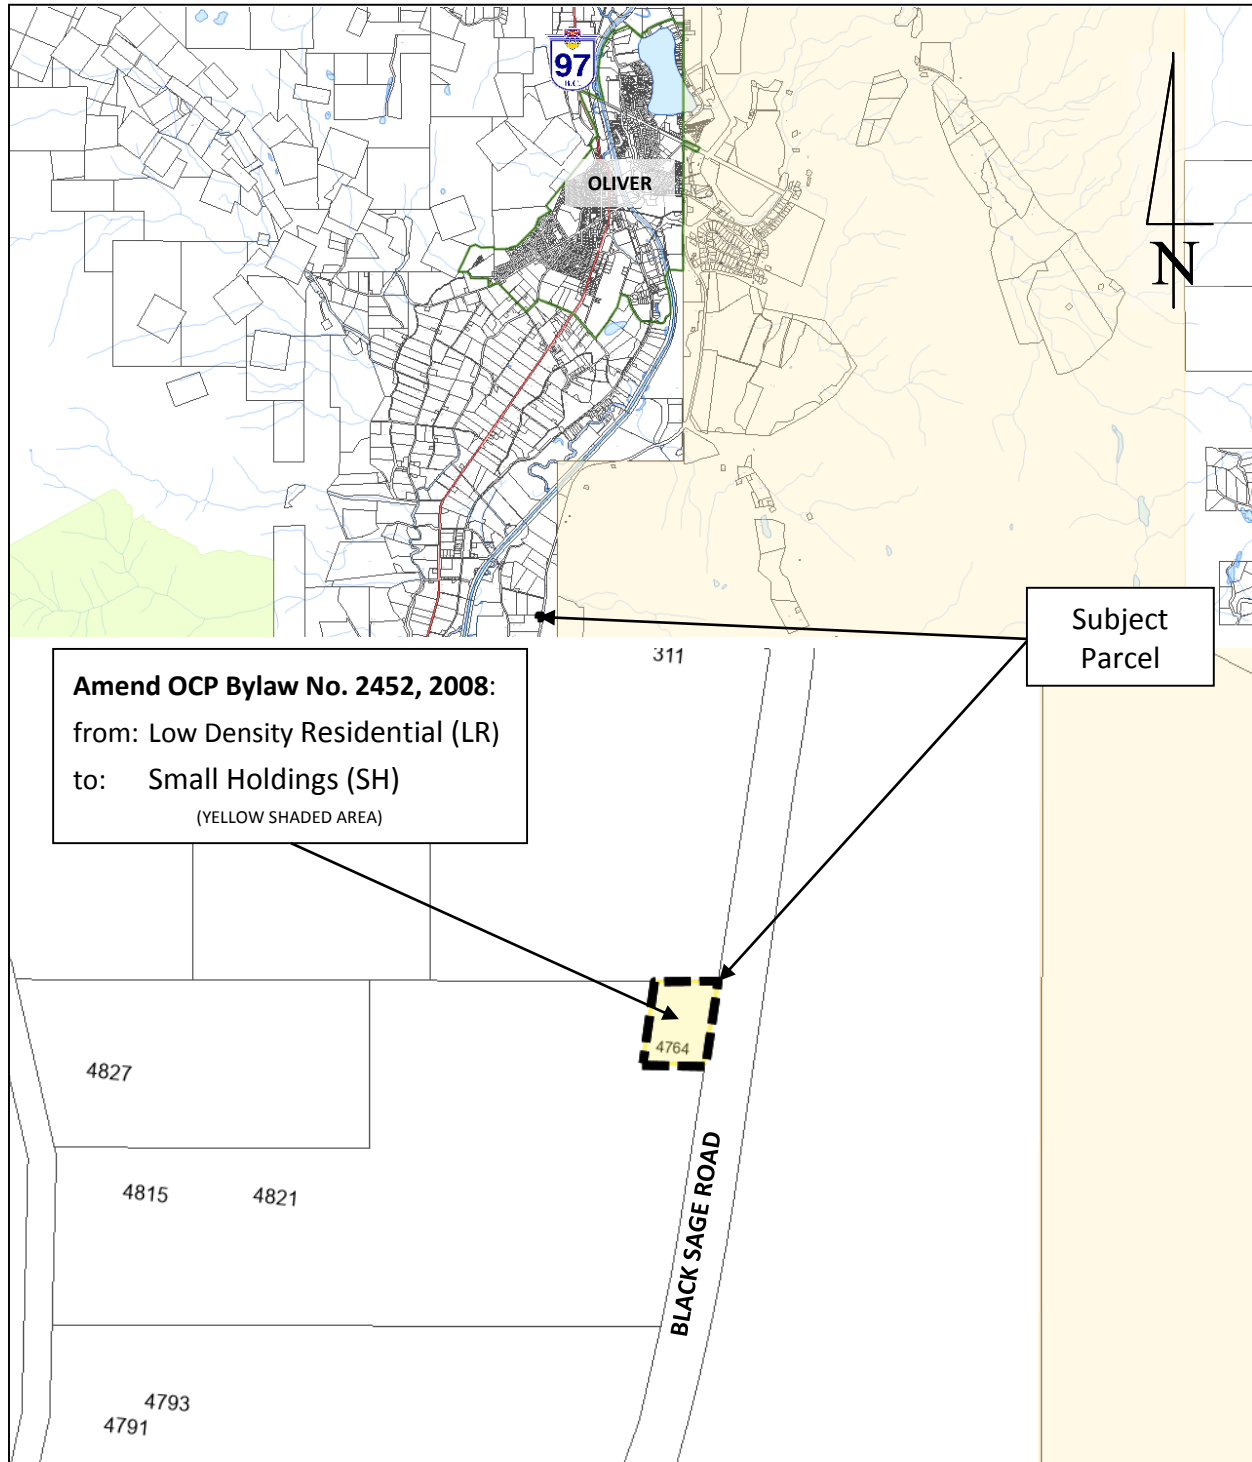 97
B.C.
OLIVER
N
Subject
Parcel
311
Amend OCP Bylaw No. 2452, 2008:
from: Low Density Residential (LR)
to: Small Holdings (SH)
(YELLOW SHADED AREA)
4764
4827
4815
4821
BLACK SAGE ROAD
4793
4791